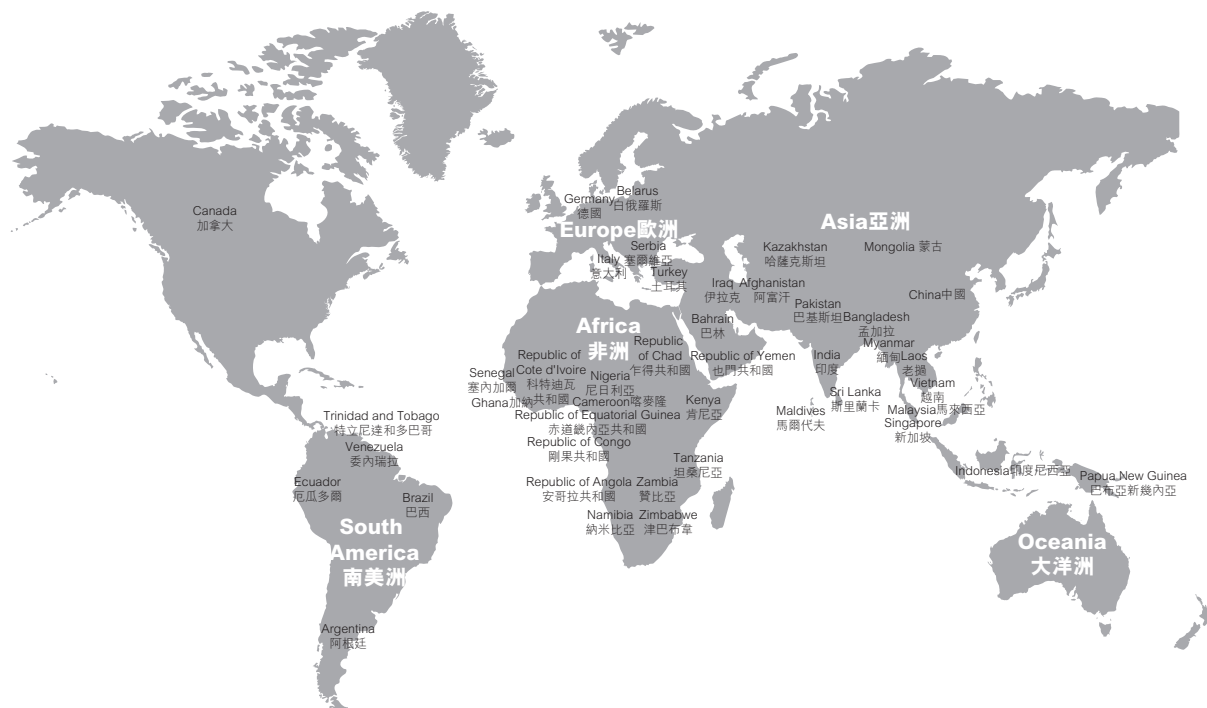 Canada
加拿大
Germany
德國
Belarus
白俄羅斯
Europe歐洲
Serbia
塞爾維亞
Italy
意大利
Turkey
土耳其
Asia亞洲
Kazakhstan
哈薩克斯坦
Mongolia 蒙古
Iraq
伊拉克
Afghanistan
阿富汗
China中國
Pakistan
巴基斯坦
Bahrain
巴林
Bangladesh
孟加拉
Myanmar
緬甸
Laos
老撾
Africa
非洲
Republic
of Chad
乍得共和國
Republic of Yemen
也門共和國
India
印度
Republic of
Cote d'Ivoire
科特迪瓦
共和國
Senegal
塞內加爾
Nigeria
尼日利亞
Ghana加納
Cameroon喀麥隆
Kenya
肯尼亞
Sri Lanka
斯里蘭卡
Vietnam
越南
Maldives
馬爾代夫
Malaysia馬來西亞
Singapore
新加坡
Trinidad and Tobago
特立尼達和多巴哥
Republic of Equatorial Guinea
赤道畿內亞共和國
Venezuela
委內瑞拉
Republic of Congo
剛果共和國
Tanzania
坦桑尼亞
Indonesia印度尼西亞
Papua New Guinea
巴布亞新幾內亞
Ecuador
厄瓜多爾
Brazil
巴西
Republic of Angola
安哥拉共和國
Zambia
贊比亞
Namibia
納米比亞
Zimbabwe
津巴布韋
South
America
南美洲
Oceania
大洋洲
Argentina
阿根廷